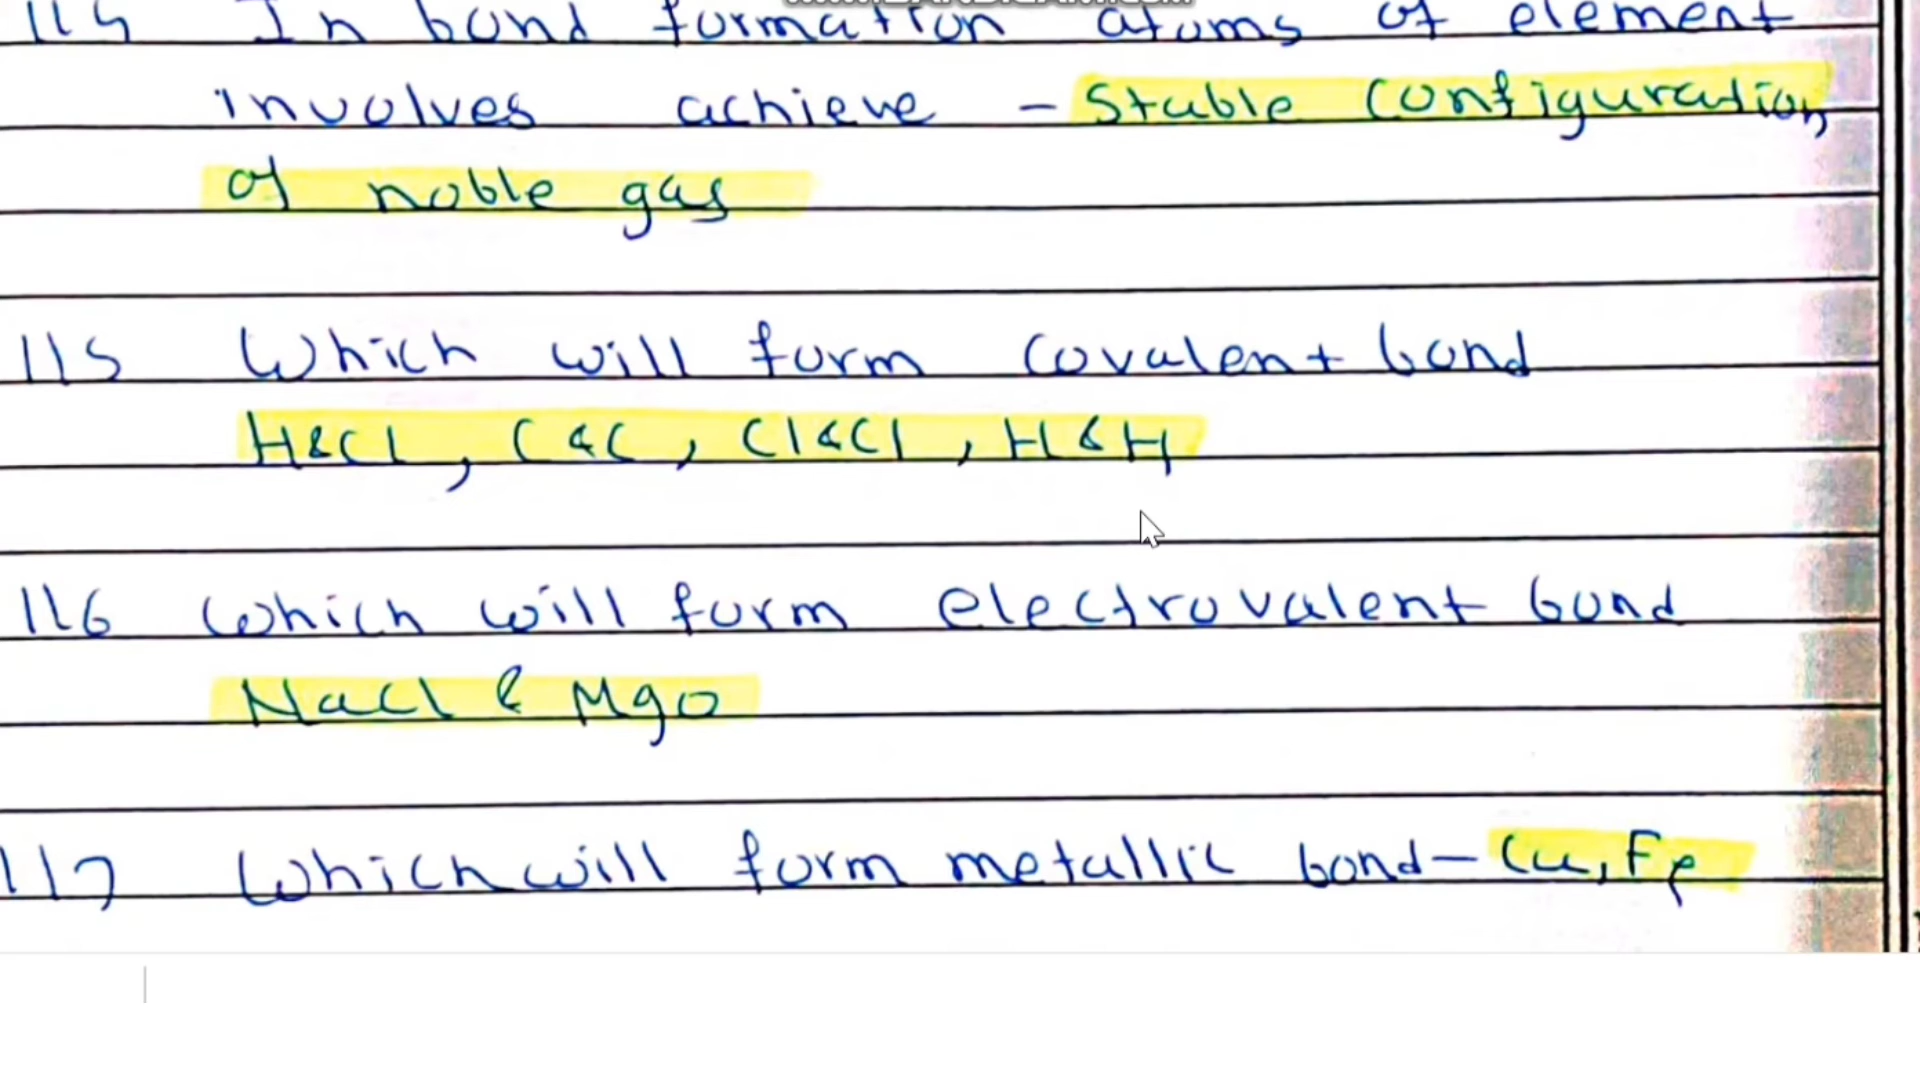 114 In bond formation atoms of element
involves achieve - Stable Configuration
of noble gas
115 Which will form covalent bond
H&Cl, C&C, Cl&Cl, H&H
116 Which will form electrovalent bond
NaCl & MgO
117 Which will form metallic bond - Cu, Fe